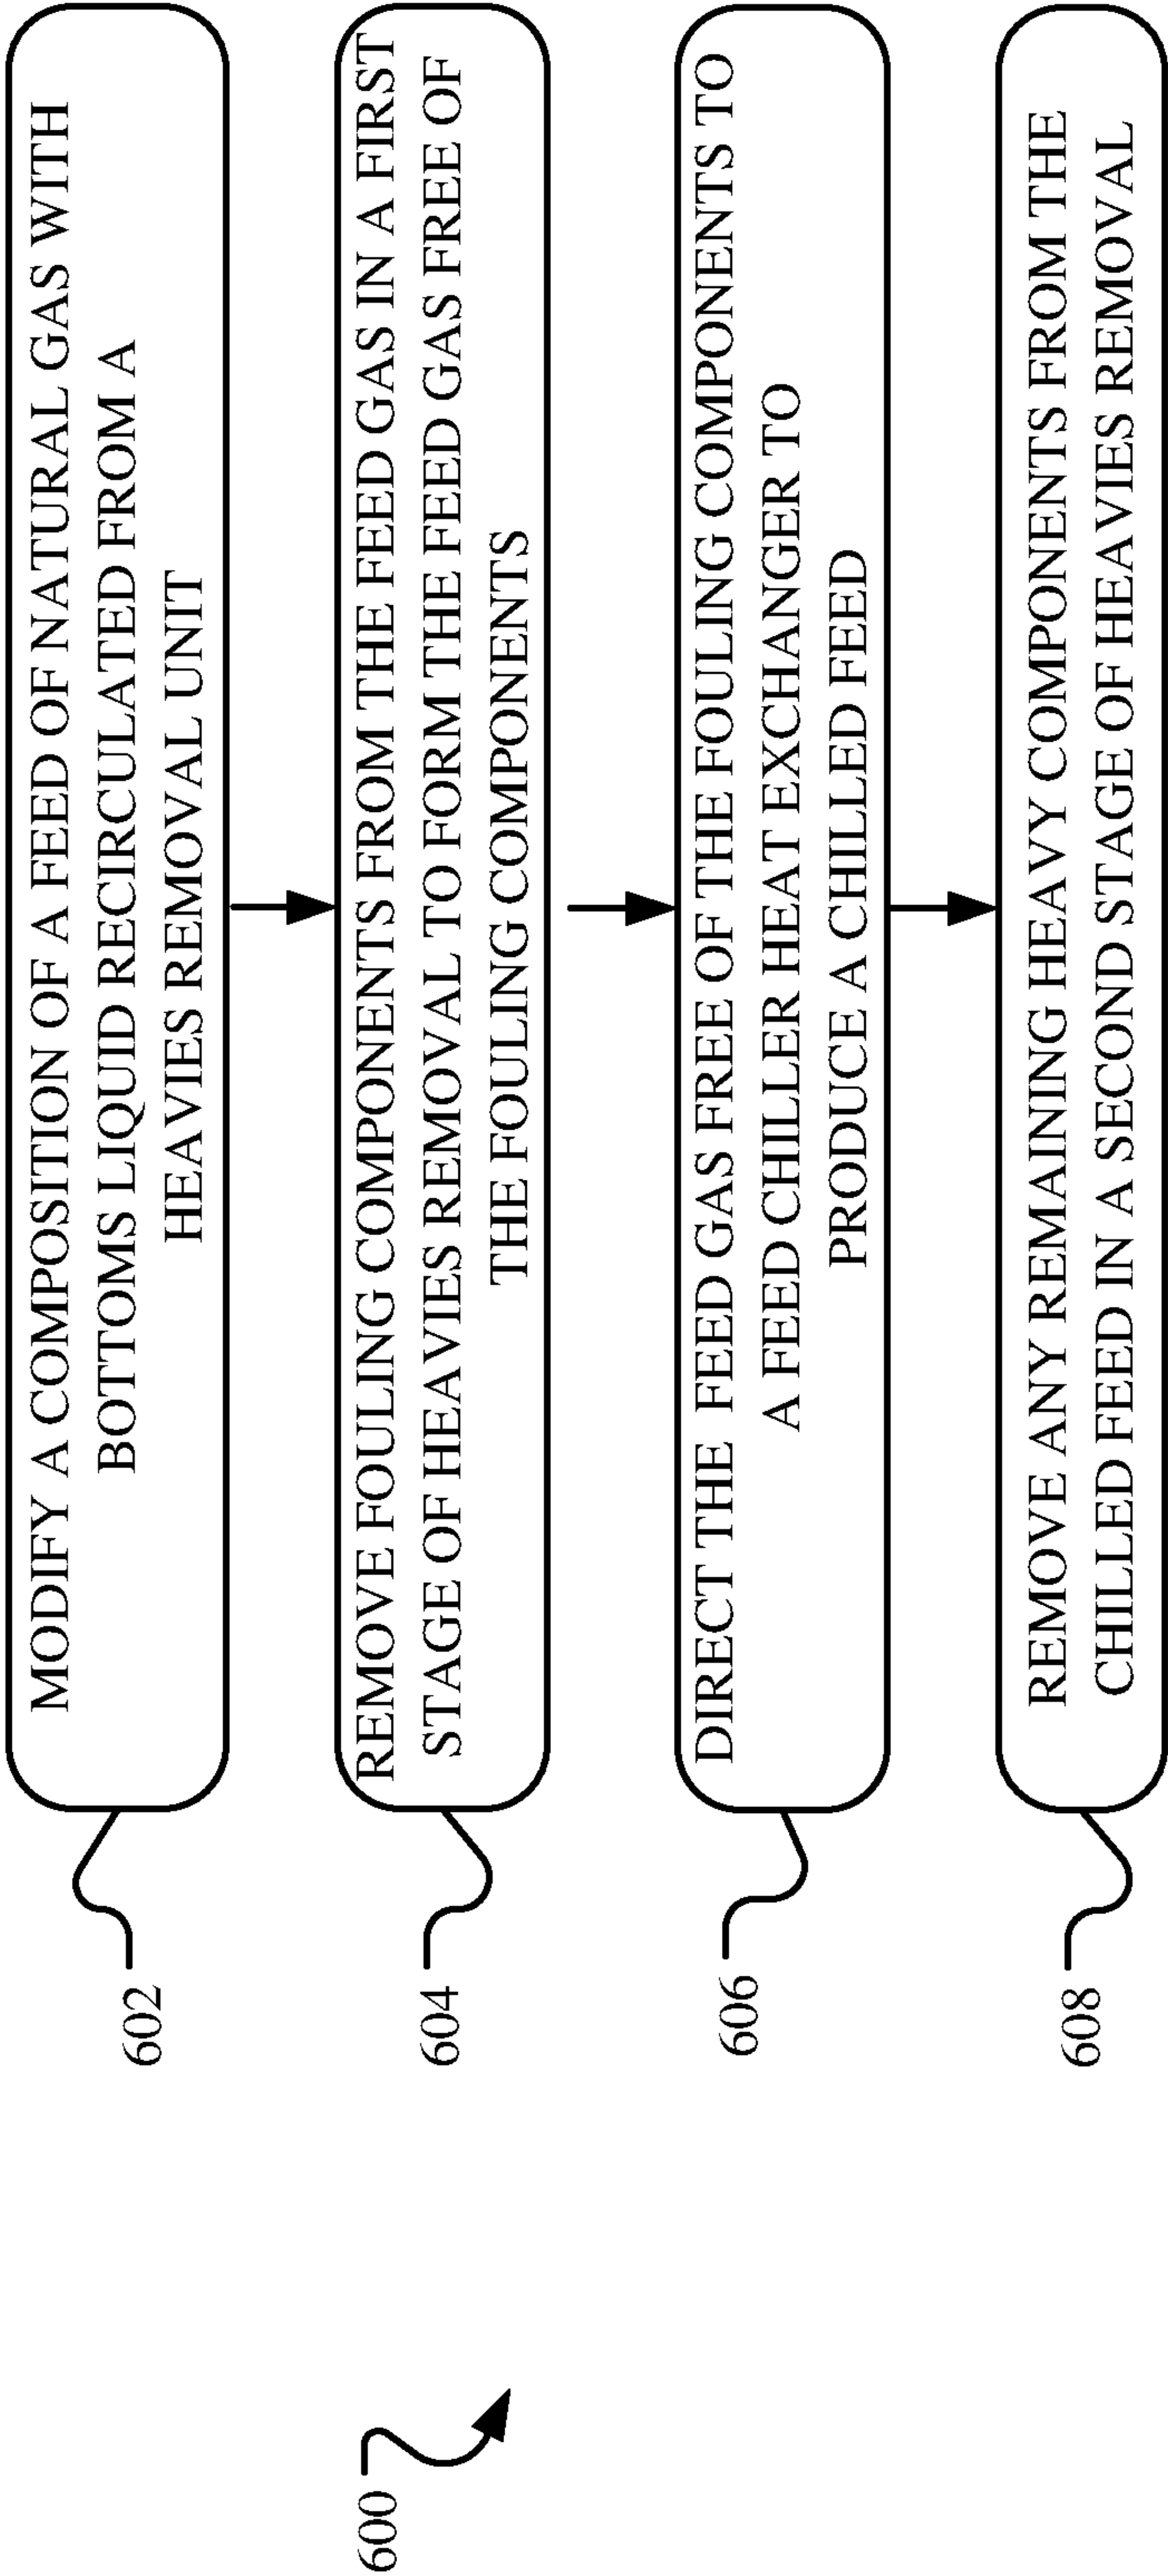 600
602
MODIFY A COMPOSITION OF A FEED OF NATURAL GAS WITH
BOTTOMS LIQUID RECIRCULATED FROM A
HEAVIES REMOVAL UNIT
604
REMOVE FOULING COMPONENTS FROM THE FEED GAS IN A FIRST
STAGE OF HEAVIES REMOVAL TO FORM THE FEED GAS FREE OF
THE FOULING COMPONENTS
606
DIRECT THE FEED GAS FREE OF THE FOULING COMPONENTS TO
A FEED CHILLER HEAT EXCHANGER TO
PRODUCE A CHILLED FEED
608
REMOVE ANY REMAINING HEAVY COMPONENTS FROM THE
CHILLED FEED IN A SECOND STAGE OF HEAVIES REMOVAL